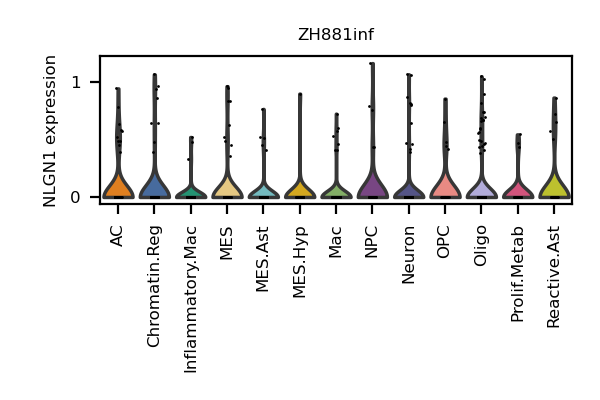 ZH881inf
NLGN1 expression
1
0
AC
Chromatin.Reg
Inflammatory.Mac
MES
MES.Ast
MES.Hyp
Mac
NPC
Neuron
OPC
Oligo
Prolif.Metab
Reactive.Ast